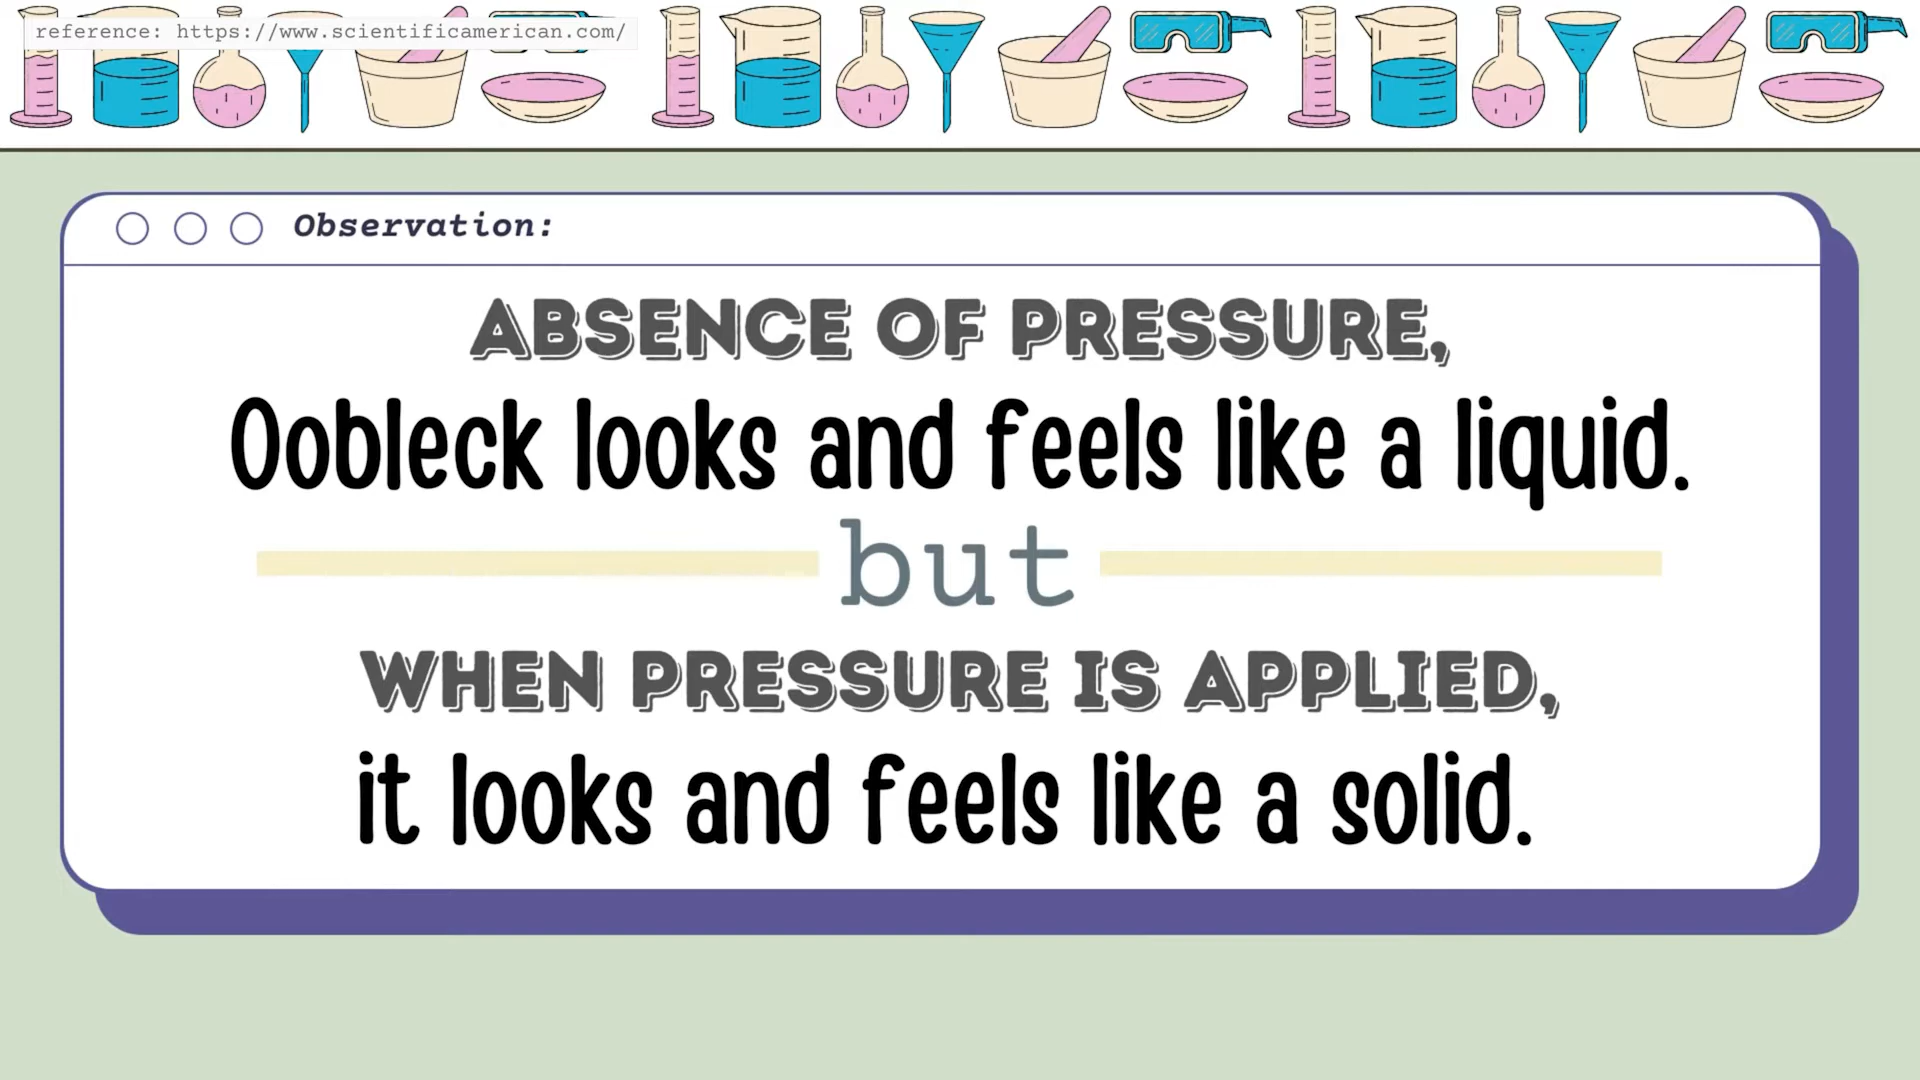 reference: https://www.scientificamerican.com/
Observation:
ABSENCE OF PRESSURE,
Oobleck looks and feels like a liquid.
but
WHEN PRESSURE IS APPLIED,
it looks and feels like a solid.